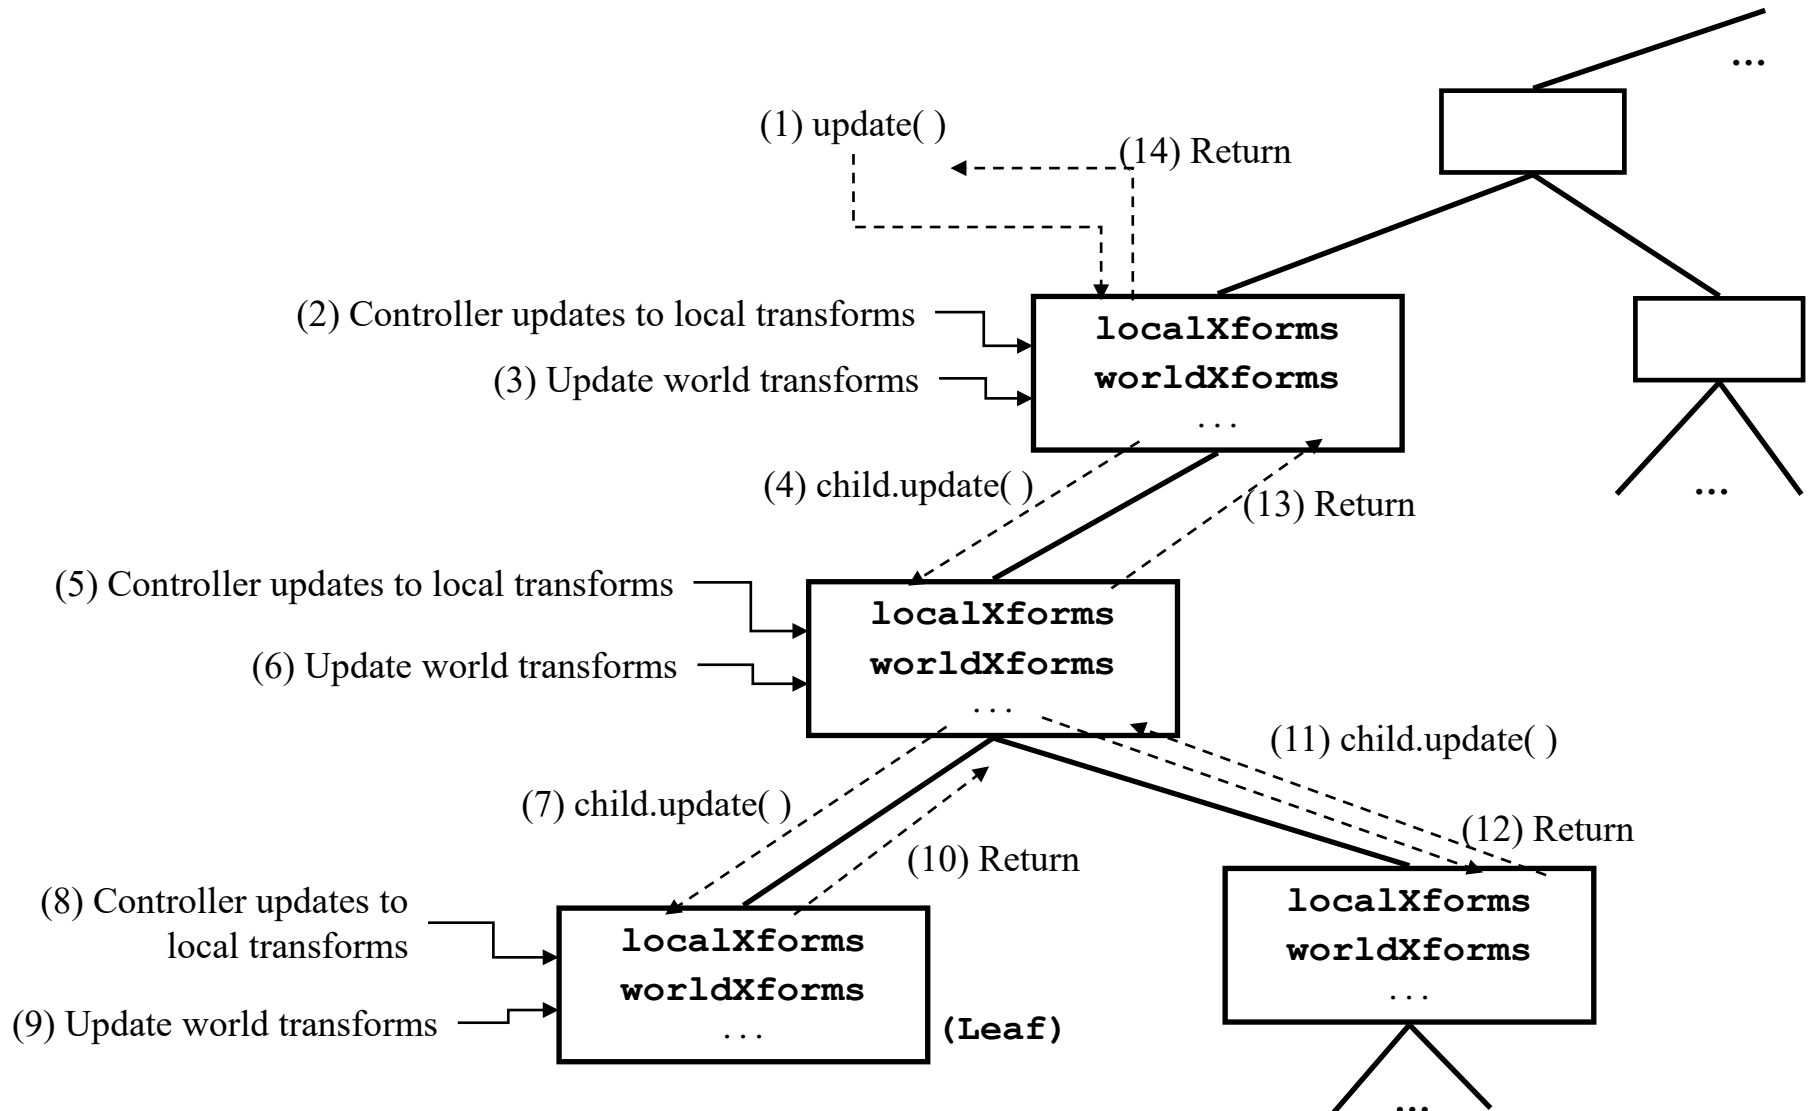 ...
(1) update( )
(14) Return
(2) Controller updates to local transforms
localXforms
(3) Update world transforms
worldXforms
...
(4) child.update( )
(13) Return
...
(5) Controller updates to local transforms
localXforms
(6) Update world transforms
worldXforms
...
(11) child.update( )
(7) child.update( )
(12) Return
(10) Return
(8) Controller updates to
local transforms
localXforms
worldXforms
...
(9) Update world transforms
(Leaf)
localXforms
worldXforms
...
...